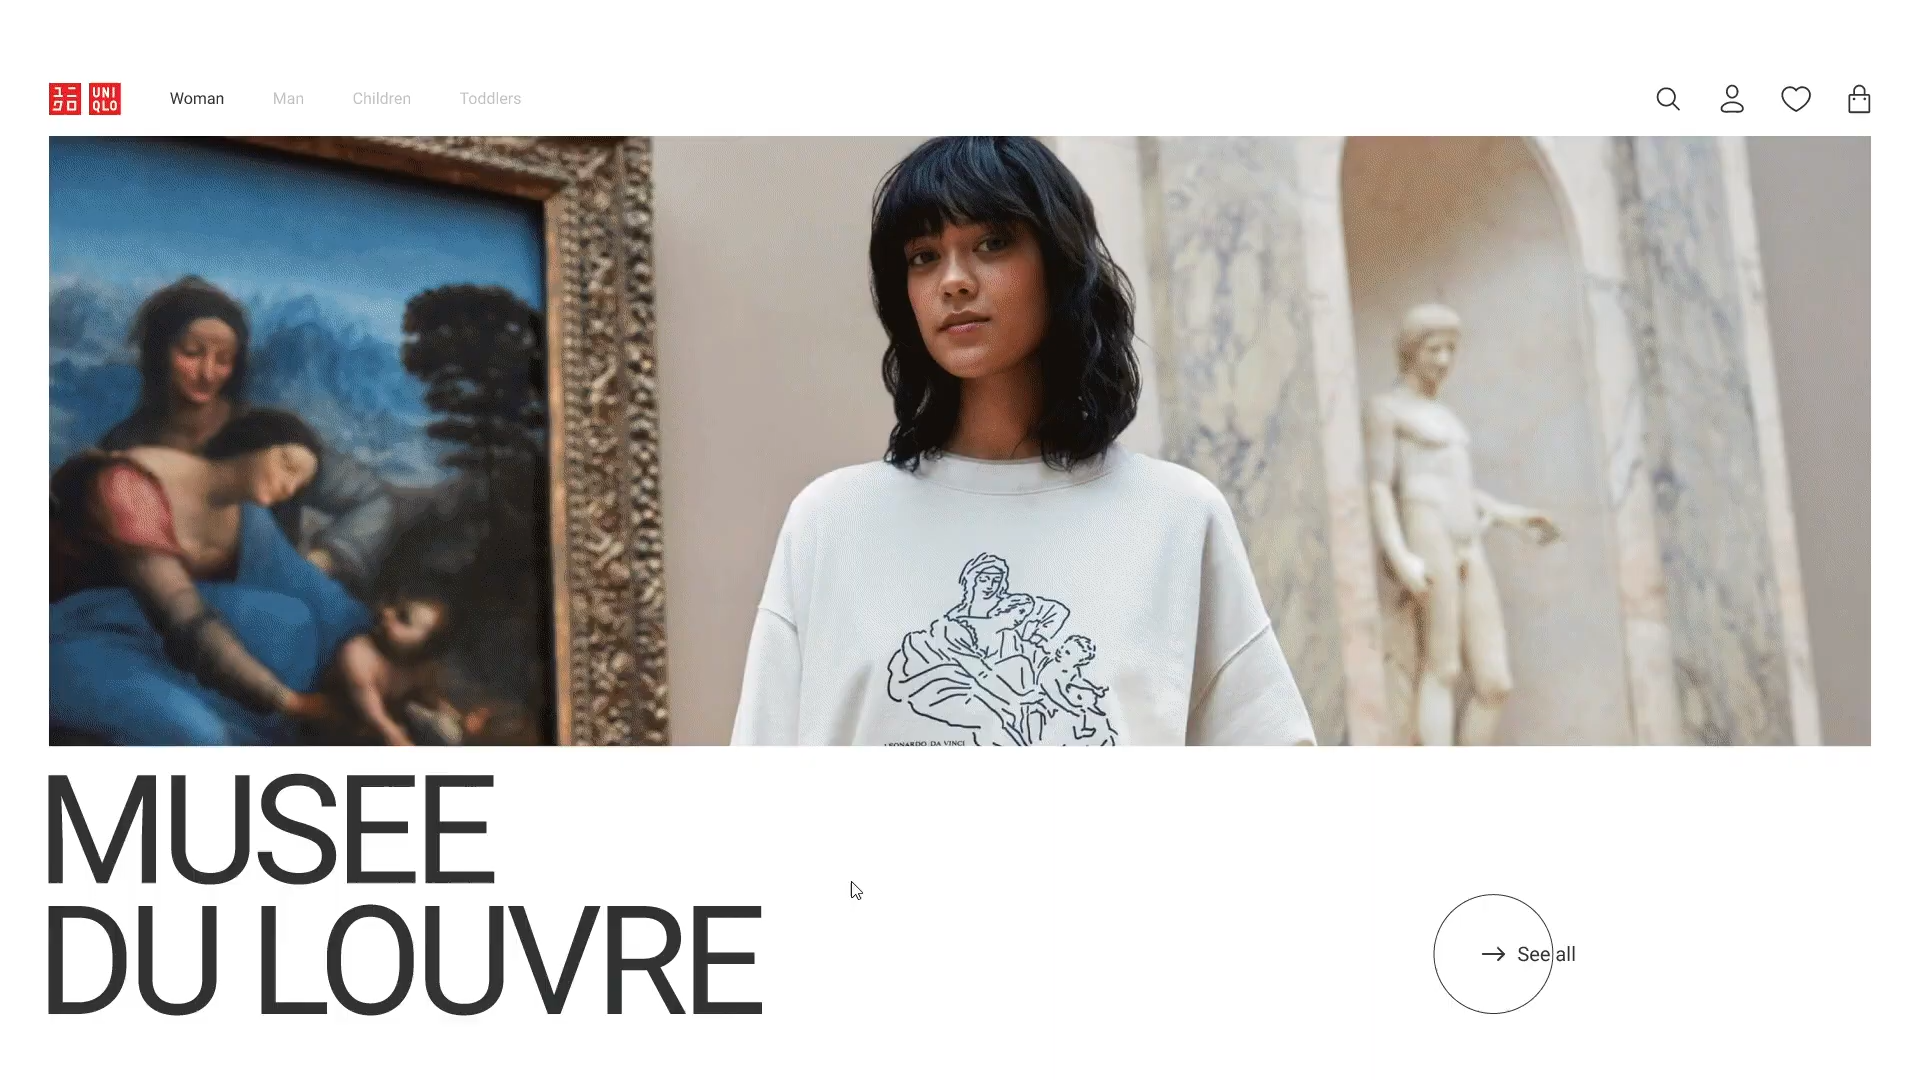 ユニ
クロ
UNI
QLO
Woman
Man
Children
Toddlers
LEONARDO DA VINCI
MUSEE
DU LOUVRE
See all